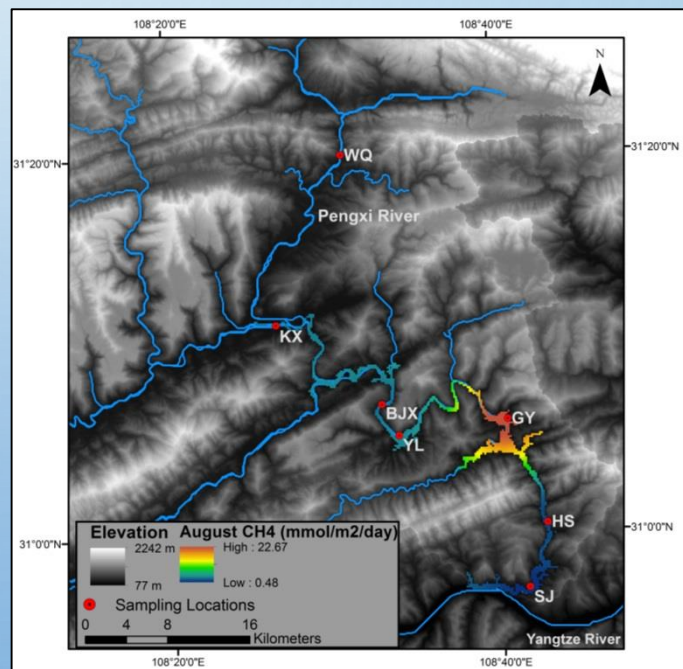 108°20'0"E
108°40'0"E
N
31°20'0"N
31°20'0"N
WQ
Pengxi River
KX
BJX
YL
GY
HS
31°0'0"N
31°0'0"N
SJ
Yangtze River
Elevation
August CH4 (mmol/m2/day)
2242 m
High : 22.67
77 m
Low : 0.48
Sampling Locations
0 4 8 16
Kilometers
108°20'0"E
108°40'0"E